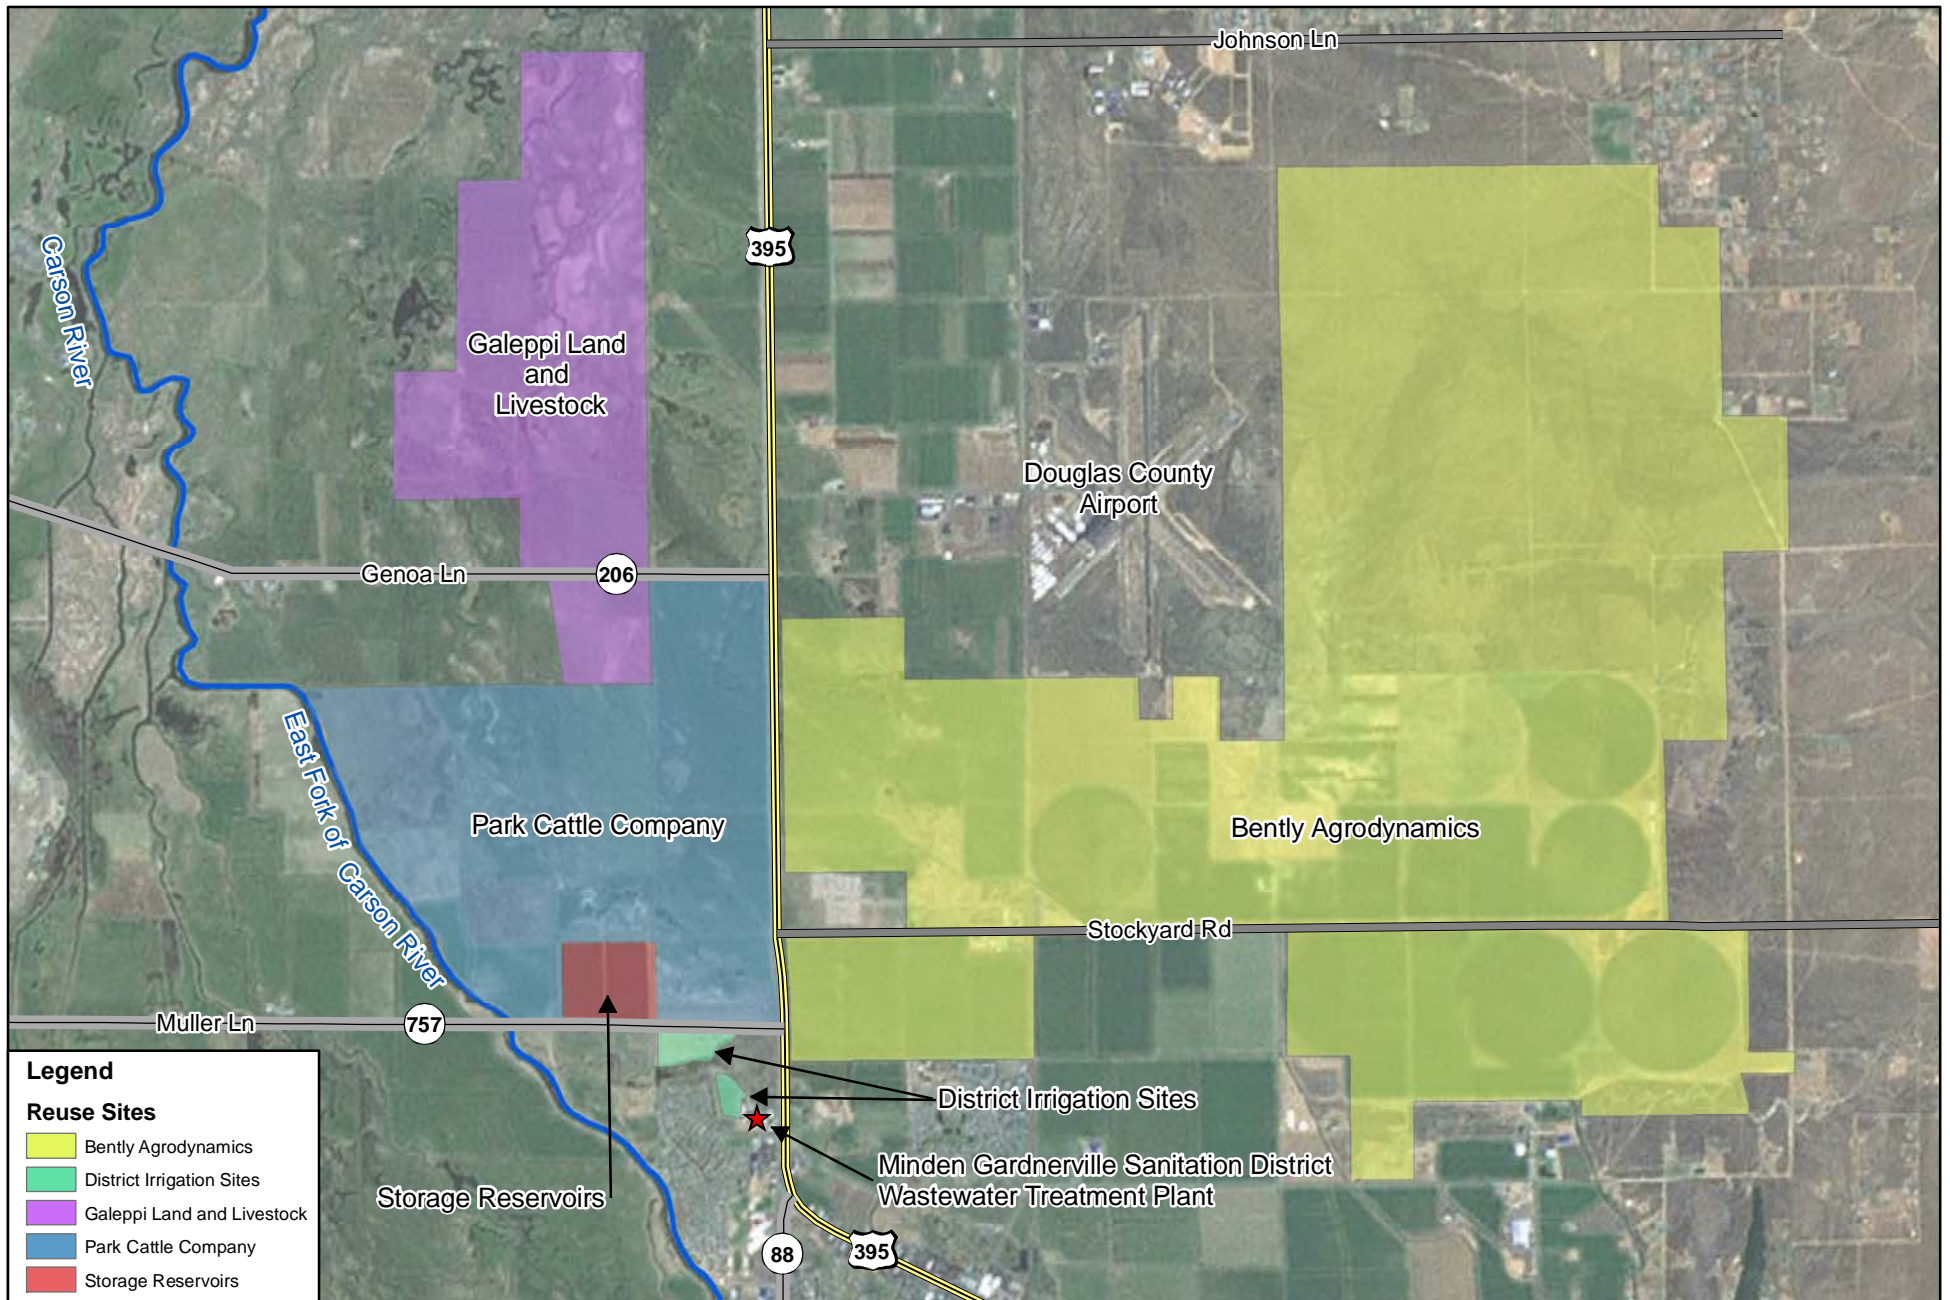 Johnson Ln
395
Carson River
Galeppi Land
and
Livestock
Douglas County
Airport
Genoa Ln
206
East Fork of Carson River
Park Cattle Company
Bently Agrodynamics
Stockyard Rd
Muller Ln
757
District Irrigation Sites
Minden Gardnerville Sanitation District
Wastewater Treatment Plant
Storage Reservoirs
88
395
Legend
Reuse Sites
Bently Agrodynamics
District Irrigation Sites
Galeppi Land and Livestock
Park Cattle Company
Storage Reservoirs